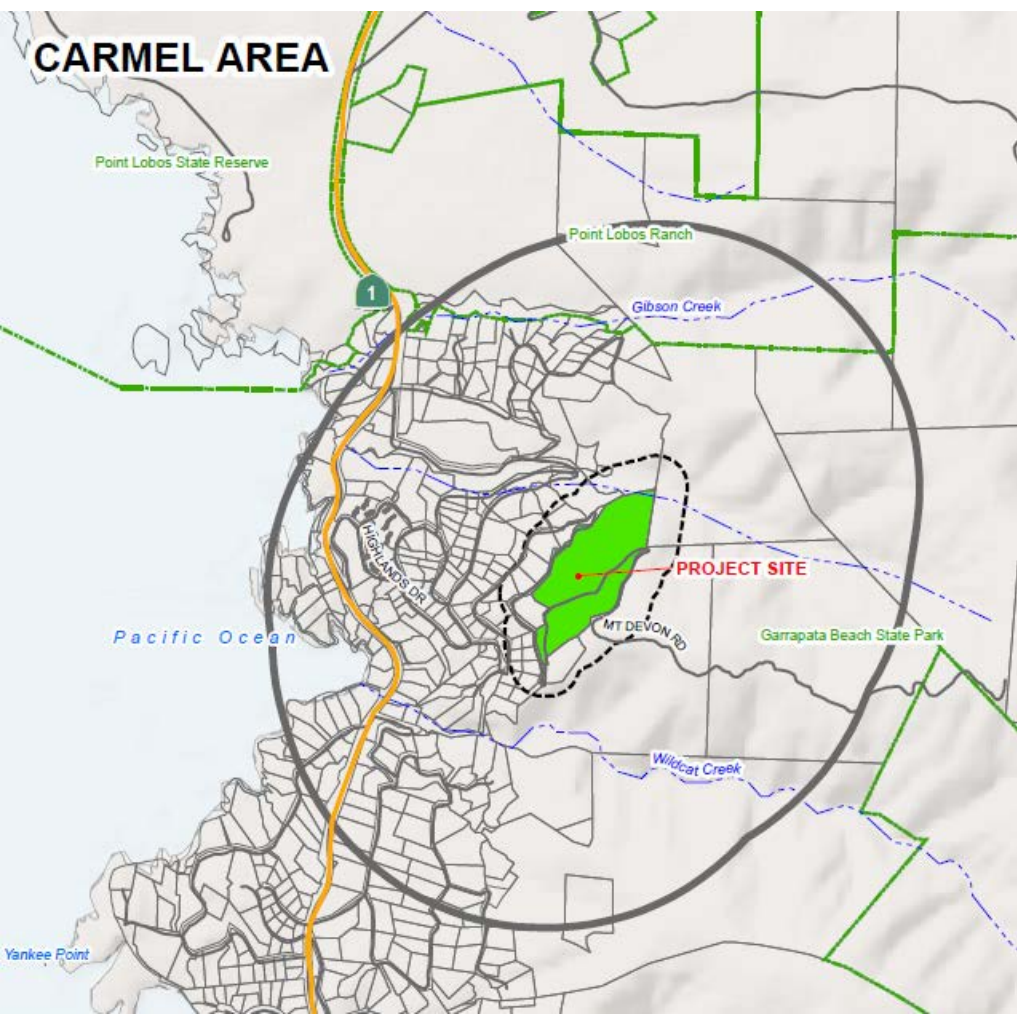 CARMEL AREA
Point Lobos State Reserve
Point Lobos Ranch
1
Gibson Creek
HIGHLANDS DR
PROJECT SITE
MT DEVON RD
Pacific Ocean
Garrapata Beach State Park
Wildcat Creek
Yankee Point